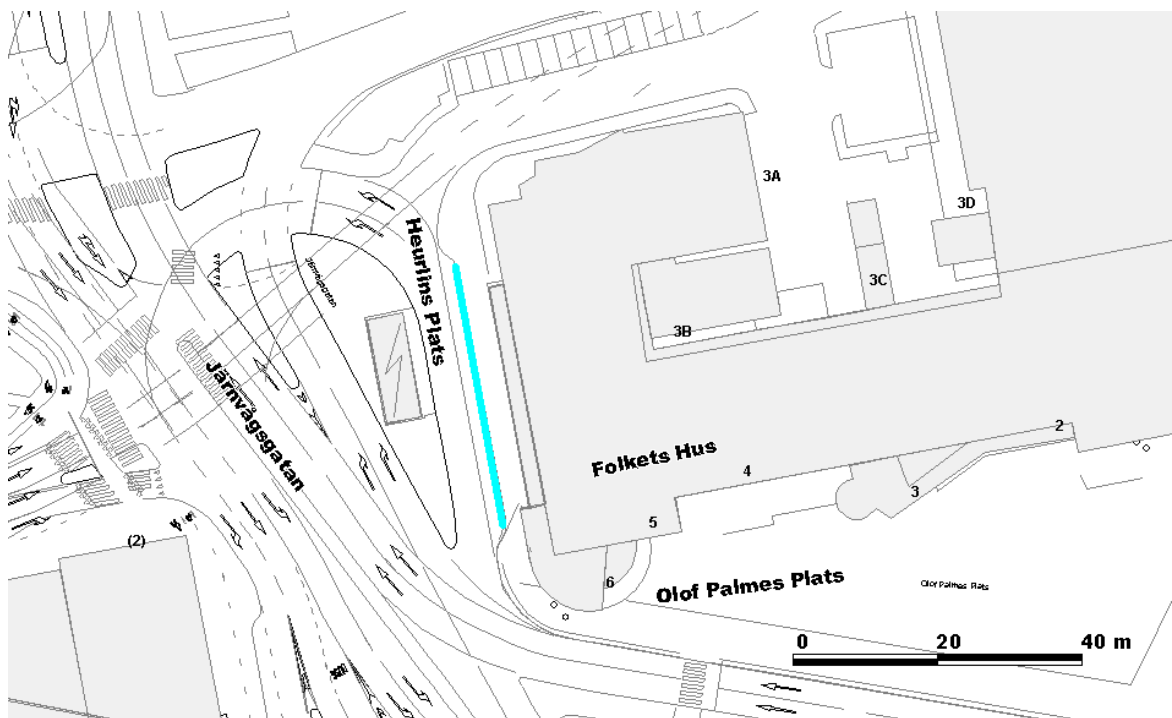 3A
3D
Heurlins Plats
3C
3B
Järnvågsgatan
2
Folkets Hus
4
3
5
(2)
6
Olof Palmes Plats
Olof Palmes Plats
0 20 40 m